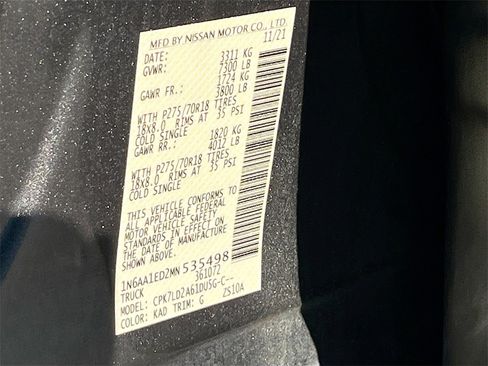 MFD BY NISSAN MOTOR CO., LTD.
DATE: 11/21
GVWR: 3311 KG
7300 LB
GAWR FR.: 1724 KG
3800 LB
WITH P275/70R18 TIRES
18X8.0 RIMS AT 35 PSI
COLD SINGLE
GAWR RR.: 1820 KG
4012 LB
WITH P275/70R18 TIRES
18X8.0 RIMS AT 35 PSI
COLD SINGLE
THIS VEHICLE CONFORMS TO
ALL APPLICABLE FEDERAL
MOTOR VEHICLE SAFETY
STANDARDS IN EFFECT ON
THE DATE OF MANUFACTURE
1N6AA1ED2MN535498
TRUCK 361072
MODEL: CPK7LD2A61DU5G-C--
COLOR: KAD TRIM: G ZS10A